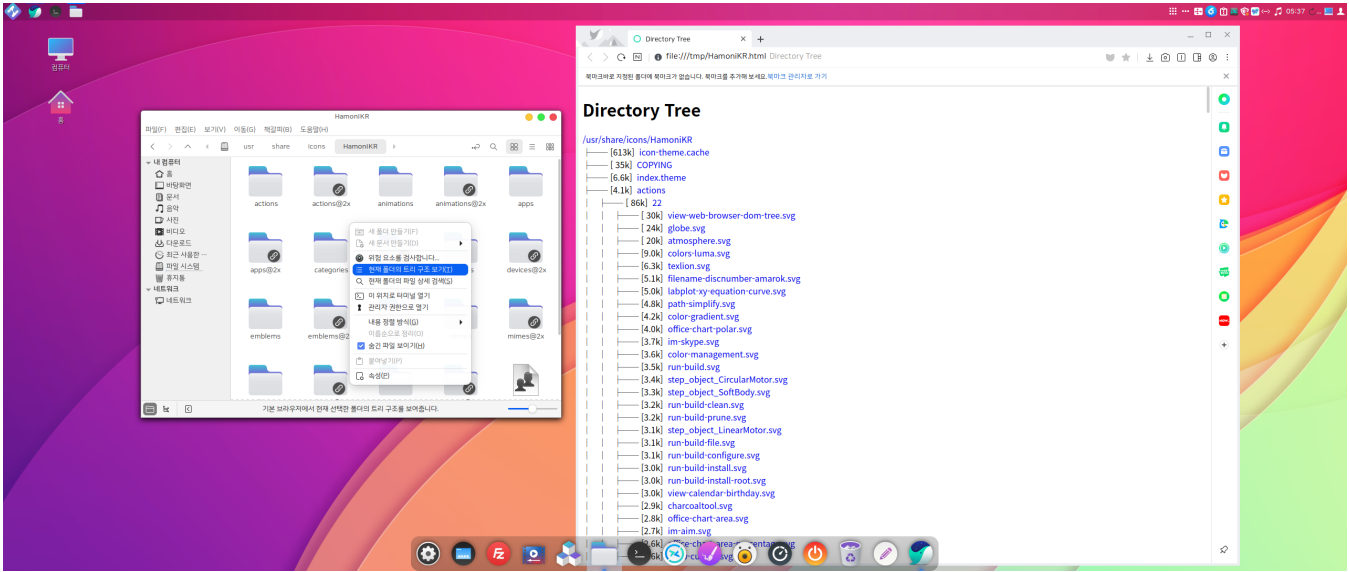 05:37
컴퓨터
홈
HamoniKR
파일(F) 편집(E) 보기(V) 이동(G) 책갈피(B) 도움말(H)
usr share icons HamoniKR
내 컴퓨터
홈
바탕화면
문서
음악
사진
비디오
다운로드
최근 사용한 ···
파일 시스템
휴지통
네트워크
네트워크
actions actions@2x animations animations@2x apps
apps@2x categories devices@2x
emblems emblems@2 mimes@2x
새 폴더 만들기(F)
새 문서 만들기(D)
위험 요소를 검사합니다...
현재 폴더의 트리 구조 보기(T)
현재 폴더의 파일 상세 검색(S)
이 위치로 터미널 열기
관리자 권한으로 열기
내용 정렬 방식(G)
이름순으로 정리(O)
숨긴 파일 보이기(H)
붙여넣기(P)
속성(P)
기본 브라우저에서 현재 선택한 폴더의 트리 구조를 보여줍니다.
Directory Tree
file:///tmp/HamoniKR.html Directory Tree
북마크바로 지정된 폴더에 북마크가 없습니다. 북마크를 추가해 보세요. 북마크 관리자로 가기
Directory Tree
/usr/share/icons/HamoniKR
[613k] icon-theme.cache
[ 35k] COPYING
[6.6k] index.theme
[4.1k] actions
[ 86k] 22
[ 30k] view-web-browser-dom-tree.svg
[ 24k] globe.svg
[ 20k] atmosphere.svg
[9.0k] colors-luma.svg
[6.3k] texlion.svg
[5.1k] filename-discnumber-amarok.svg
[5.0k] labplot-xy-equation-curve.svg
[4.8k] path-simplify.svg
[4.2k] color-gradient.svg
[4.0k] office-chart-polar.svg
[3.7k] im-skype.svg
[3.6k] color-management.svg
[3.5k] run-build.svg
[3.4k] step_object_CircularMotor.svg
[3.3k] step_object_SoftBody.svg
[3.2k] run-build-clean.svg
[3.2k] run-build-prune.svg
[3.1k] step_object_LinearMotor.svg
[3.1k] run-build-file.svg
[3.1k] run-build-configure.svg
[3.0k] run-build-install.svg
[3.0k] run-build-install-root.svg
[3.0k] view-calendar-birthday.svg
[2.9k] charcoaltool.svg
[2.8k] office-chart-area.svg
[2.7k] im-aim.svg